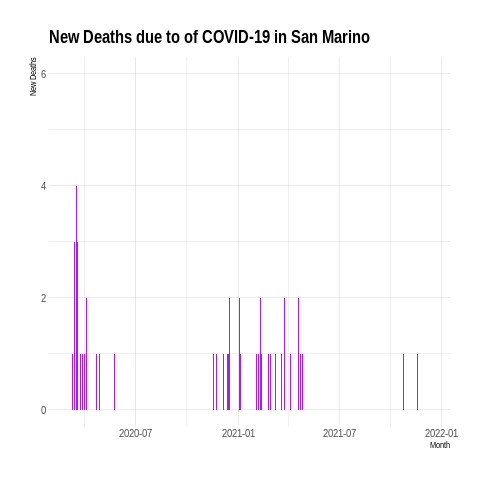 New Deaths due to of COVID-19 in San Marino
New Deaths
6
4
2
0
2020-07
2021-01
2021-07
2022-01
Month